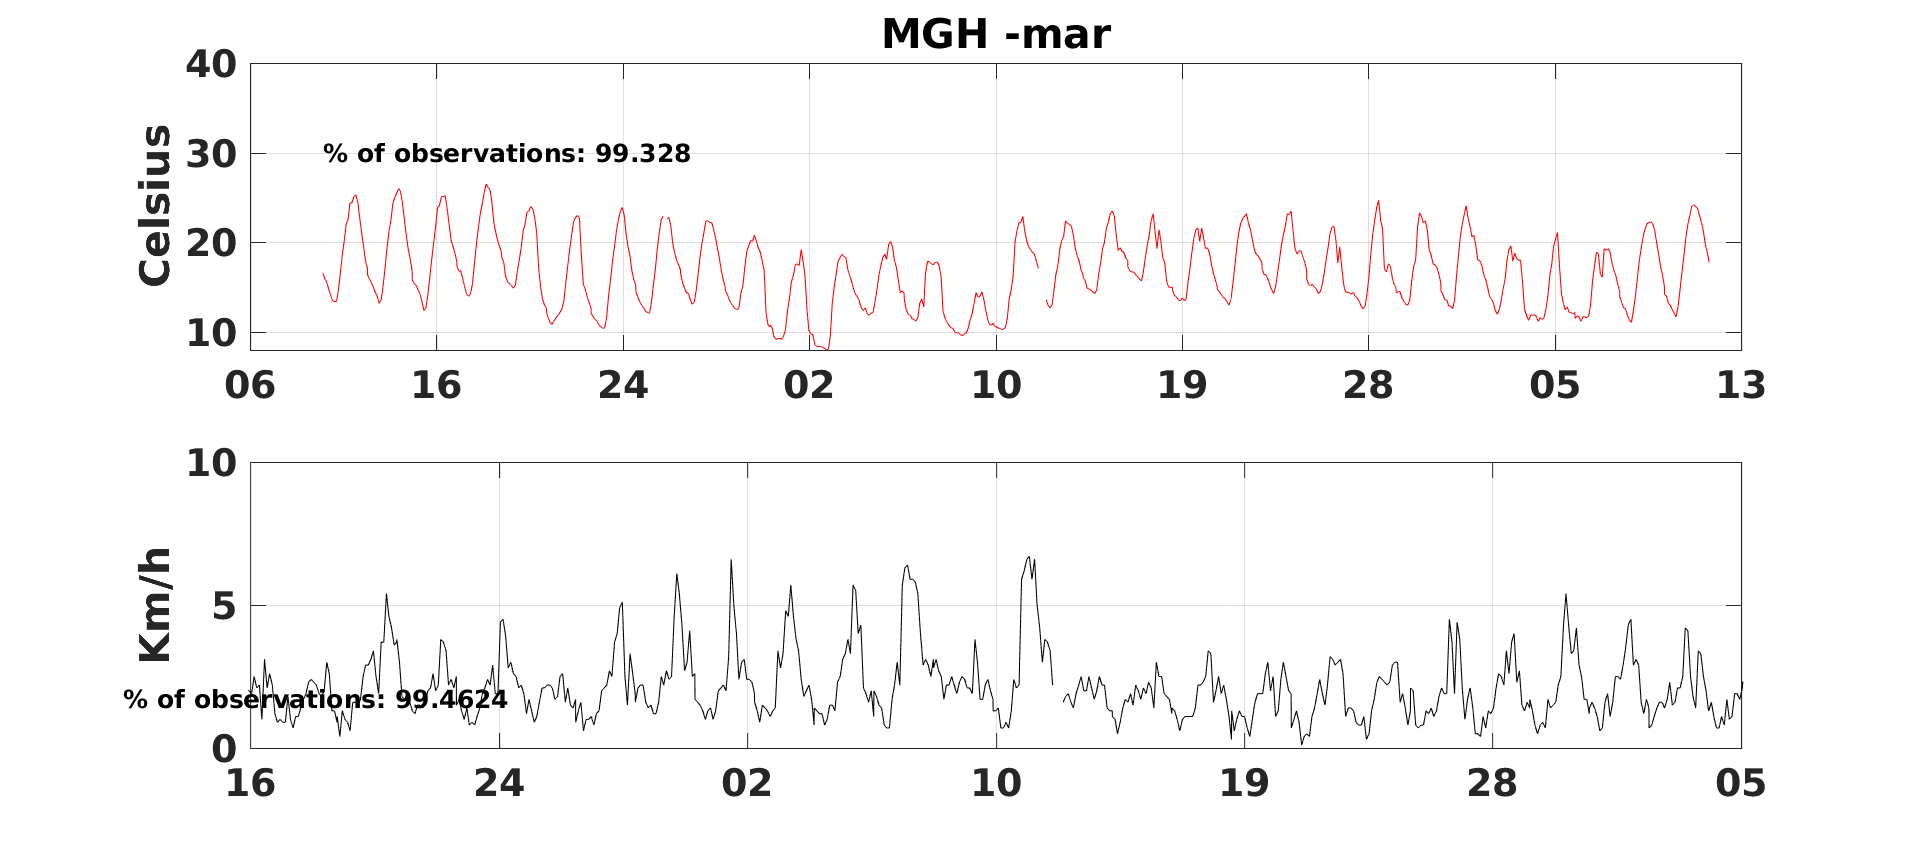 MGH -mar
40
30
20
10
Celsius
% of observations: 99.328
06 16 24 02 10 19 28 05 13
10
5
0
Km/h
% of observations: 99.4624
16 24 02 10 19 28 05